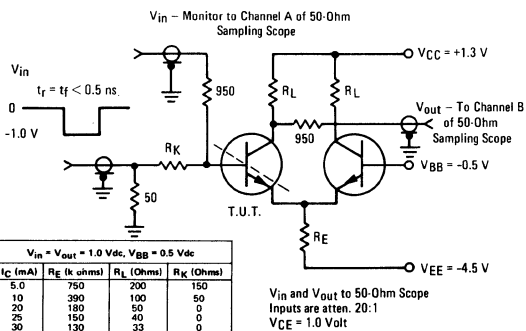 Vin – Monitor to Channel A of 50-Ohm
Sampling Scope
Vin
tr = tf < 0.5 ns.
0
-1.0 V
950
RL
RL
VCC = +1.3 V
Vout – To Channel B
of 50-Ohm
Sampling Scope
950
RK
50
T.U.T.
VBB = -0.5 V
RE
VEE = -4.5 V
Vin = Vout = 1.0 Vdc, VBB = 0.5 Vdc
IC (mA) RE (k ohms) RL (Ohms) RK (Ohms)
5.0 750 200 150
10 390 100 50
20 180 50 0
25 150 40 0
30 130 33 0
Vin and Vout to 50-Ohm Scope
Inputs are atten. 20:1
VCE = 1.0 Volt